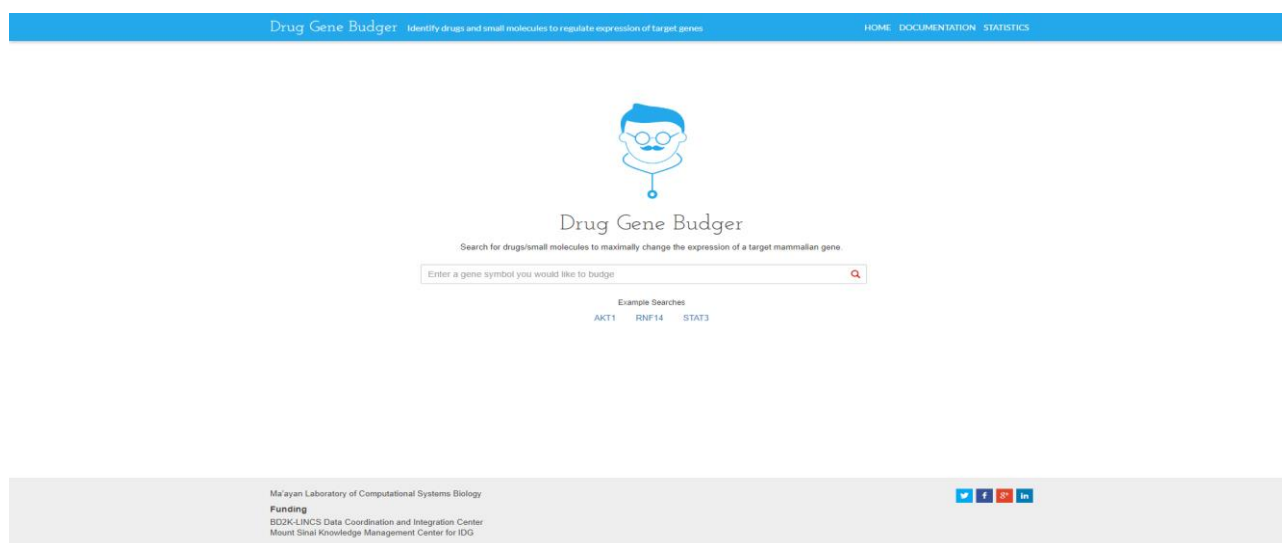 Drug Gene Budger Identify drugs and small molecules to regulate expression of target genes HOME DOCUMENTATION STATISTICS
Drug Gene Budger
Search for drugs/small molecules to maximally change the expression of a target mammalian gene.
Enter a gene symbol you would like to budge
Example Searches
AKT1 RNF14 STAT3
Ma'ayan Laboratory of Computational Systems Biology
Funding
BD2K-LINCS Data Coordination and Integration Center
Mount Sinai Knowledge Management Center for IDG